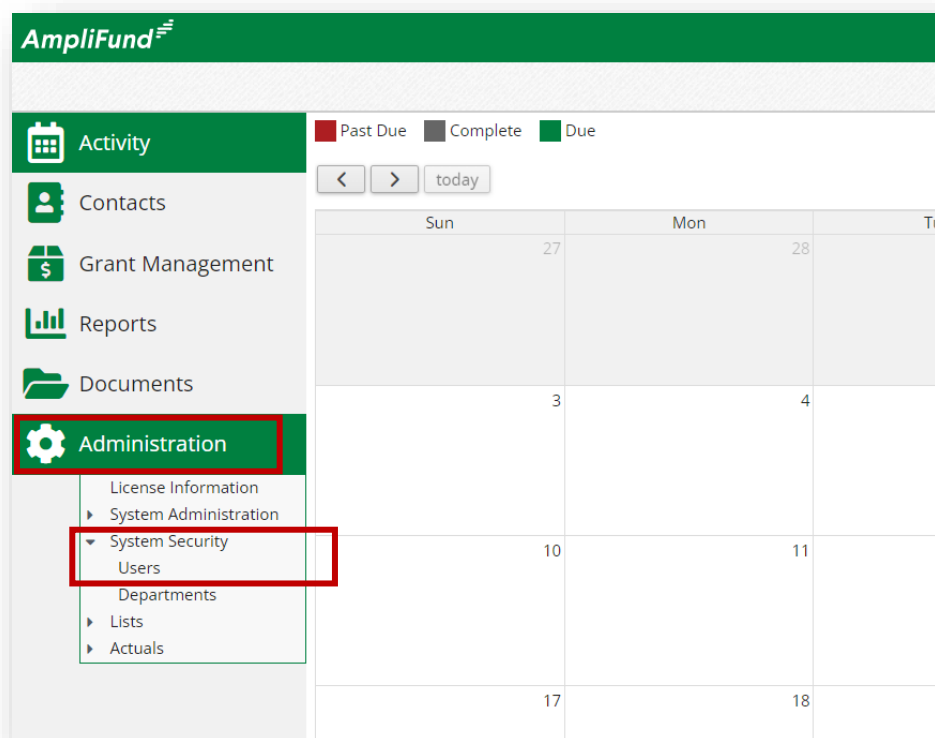 AmpliFund
Activity
Contacts
Grant Management
Reports
Documents
Administration
License Information
System Administration
System Security
Users
Departments
Lists
Actuals
Past Due Complete Due
today
Sun Mon Tu
27 28
3 4
10 11
17 18